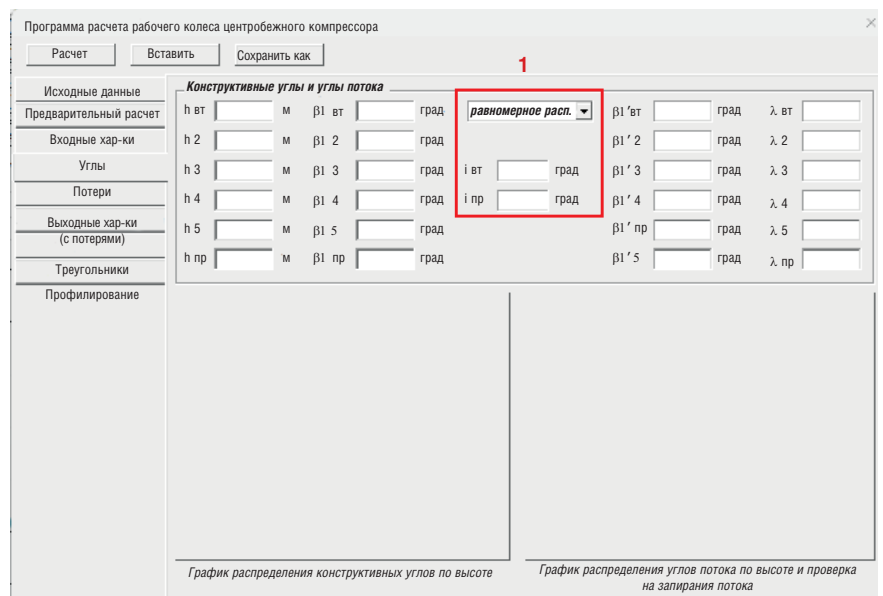 Программа расчета рабочего колеса центробежного компрессора
Расчет Вставить Сохранить как
1
Исходные данные
Предварительный расчет
Входные хар-ки
Углы
Потери
Выходные хар-ки
(с потерями)
Треугольники
Профилирование
Конструктивные углы и углы потока
h вт м β1 вт град равномерное расп. β1′вт град λ вт
h 2 м β1 2 град β1′ 2 град λ 2
h 3 м β1 3 град i вт град β1′ 3 град λ 3
h 4 м β1 4 град i пр град β1′ 4 град λ 4
h 5 м β1 5 град β1′ пр град λ 5
h пр м β1 пр град β1′ 5 град λ пр
График распределения конструктивных углов по высоте
График распределения углов потока по высоте и проверка
на запирания потока